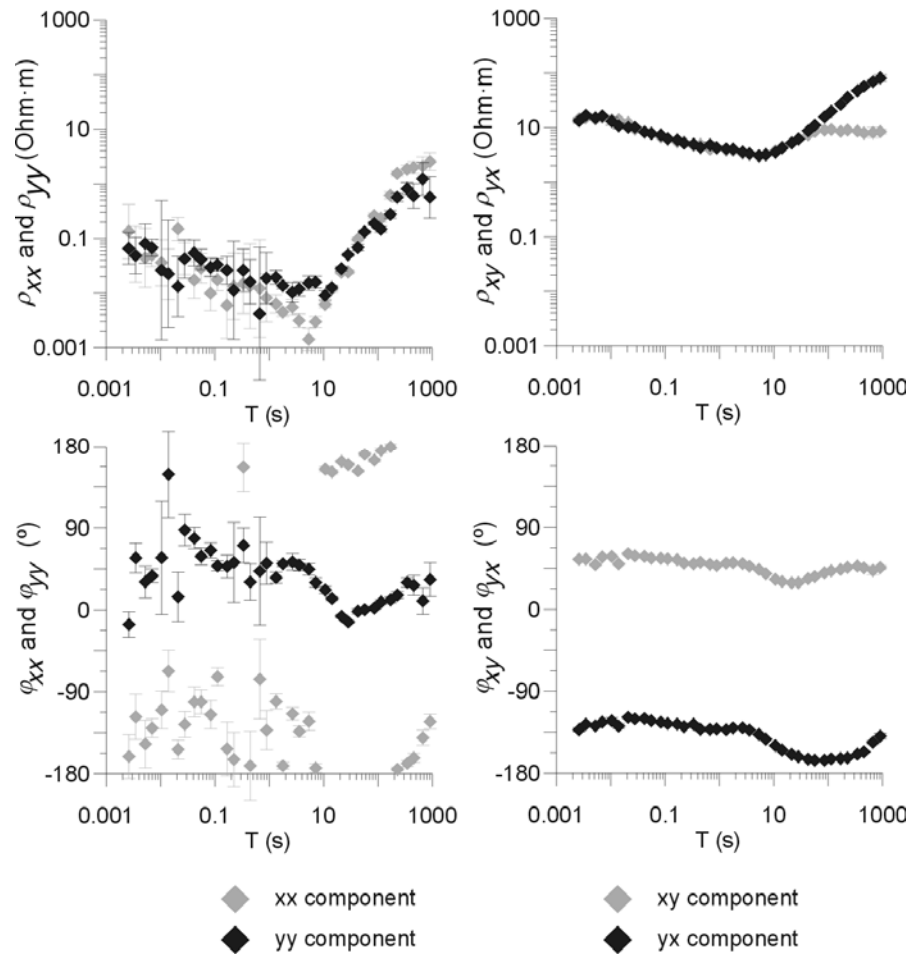 1000
10
0.1
0.001
ρxx and ρyy (Ohm·m)
0.001 0.1 10 1000
T (s)
1000
10
0.1
0.001
ρxy and ρyx (Ohm·m)
0.001 0.1 10 1000
T (s)
180
90
0
-90
-180
φxx and φyy (º)
0.001 0.1 10 1000
T (s)
180
90
0
-90
-180
φxy and φyx (º)
0.001 0.1 10 1000
T (s)
xx component
yy component
xy component
yx component